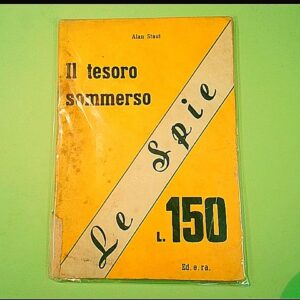 Alan Staut
Il tesoro
sommerso
Le Spie
L. 150
Ed. e. ra.